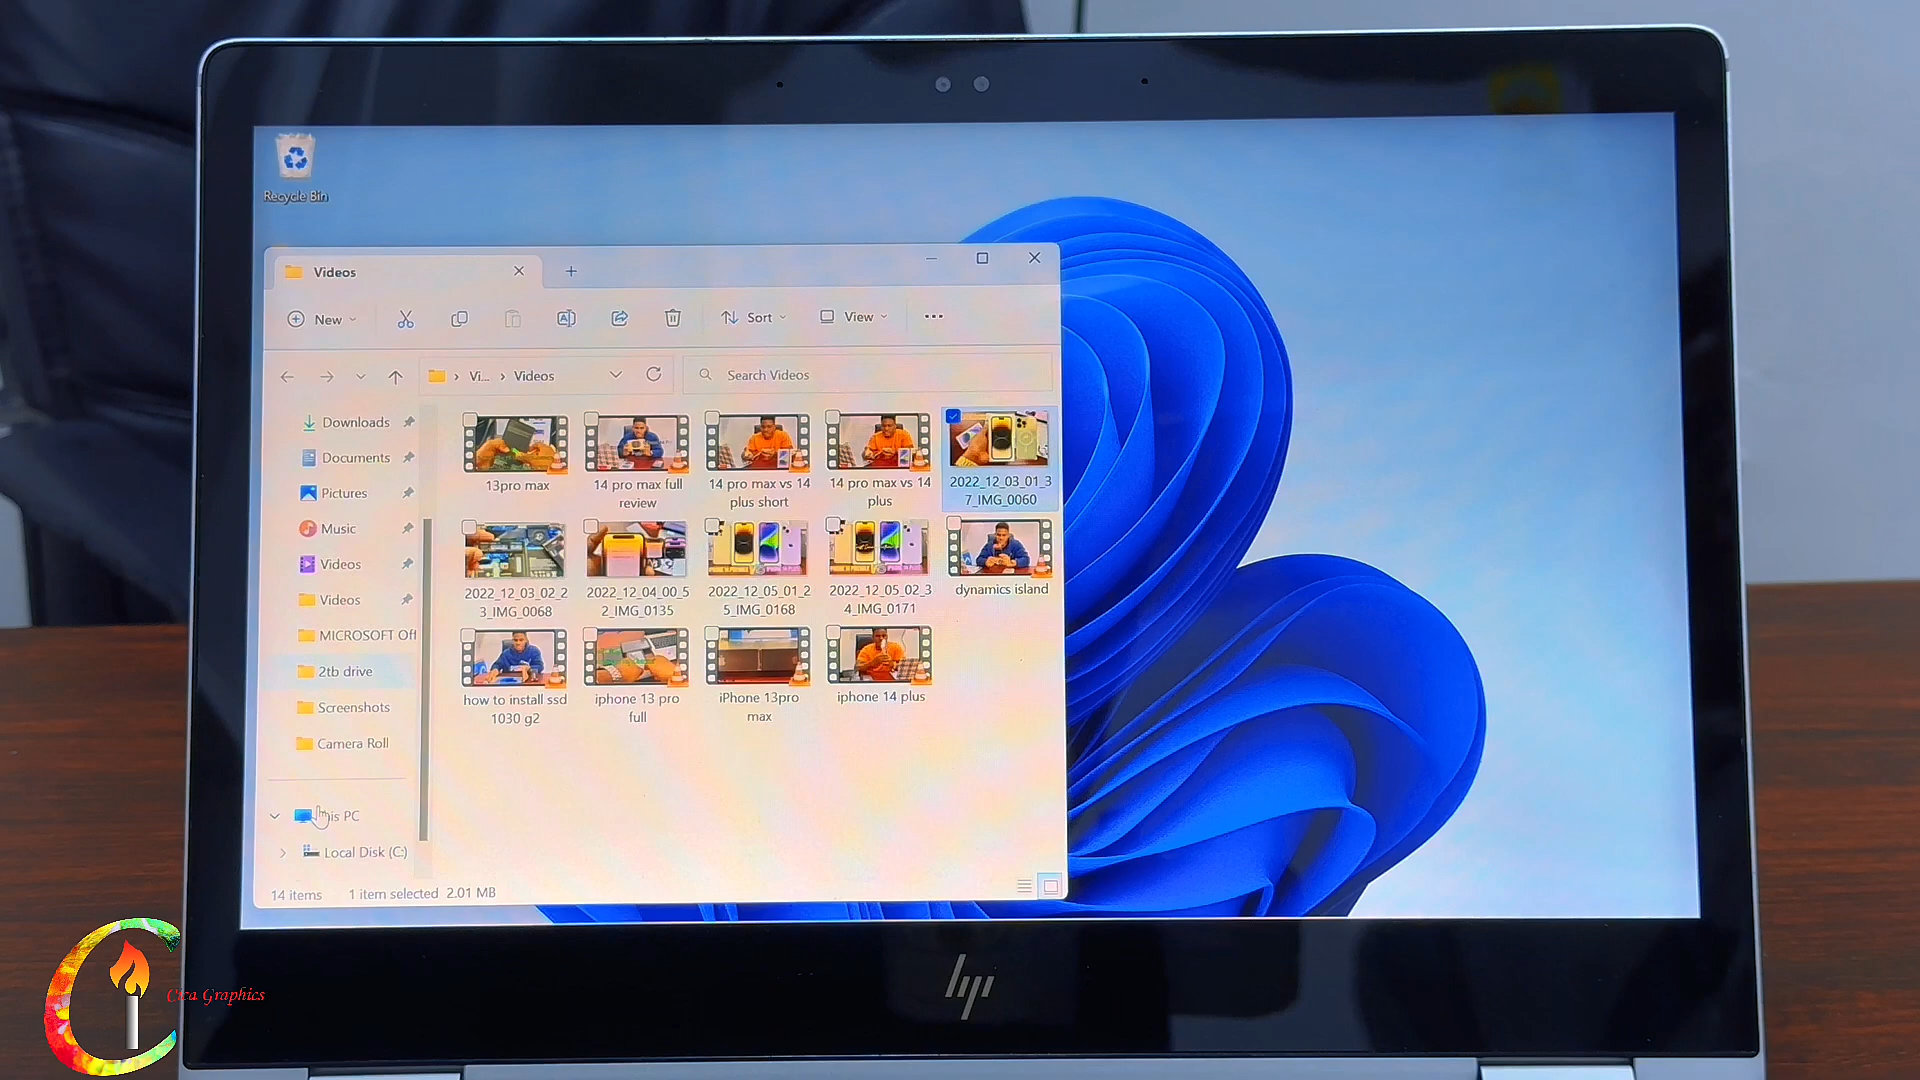 Recycle Bin
Videos
New
Sort
View
Vi...
Videos
Search Videos
Downloads
Documents
Pictures
Music
Videos
Videos
MICROSOFT Off
2tb drive
Screenshots
Camera Roll
This PC
Local Disk (C:)
13pro max
14 pro max full
review
14 pro max vs 14
plus short
14 pro max vs 14
plus
2022_12_03_01_3
7_IMG_0060
2022_12_03_02_2
3_IMG_0068
2022_12_04_00_5
2_IMG_0135
2022_12_05_01_2
5_IMG_0168
2022_12_05_02_3
4_IMG_0171
dynamics island
how to install ssd
1030 g2
iphone 13 pro
full
iPhone 13pro
max
iphone 14 plus
14 items
1 item selected 2.01 MB
hp
Cica Graphics